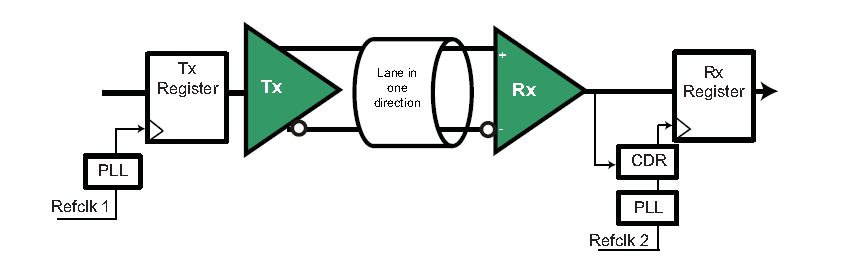 Tx
Register
Tx
Lane in
one
direction
+
-
Rx
Rx
Register
PLL
Refclk 1
CDR
PLL
Refclk 2